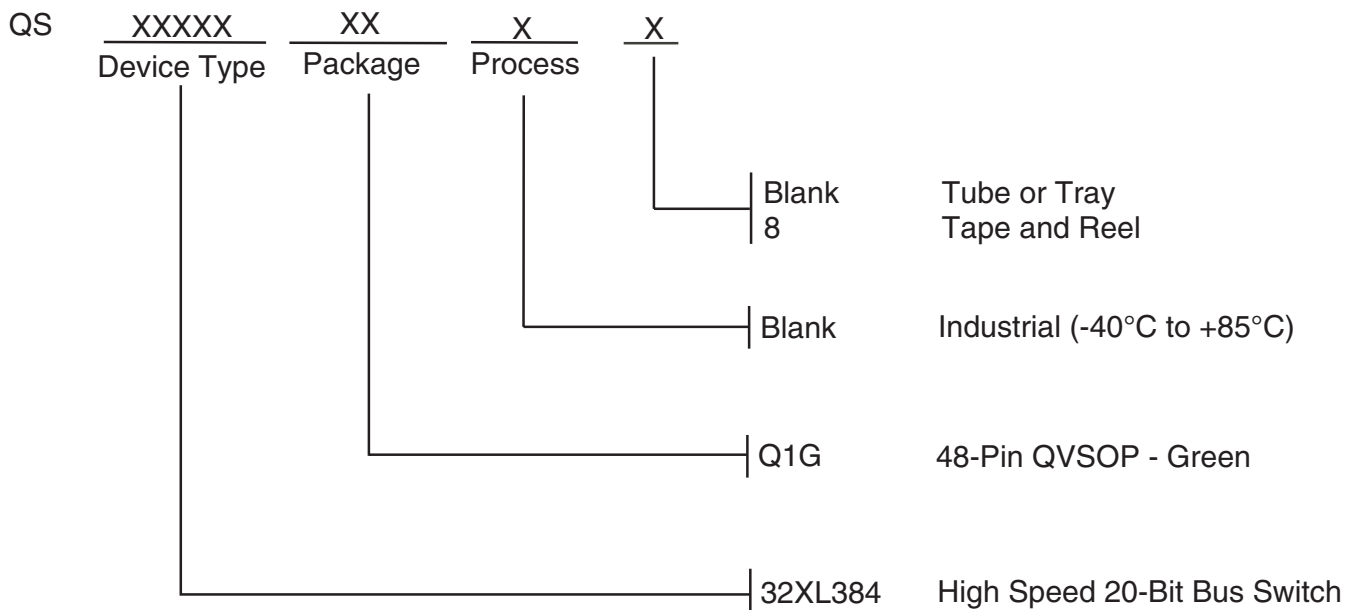 QS XXXXX XX X X
Device Type Package Process
Blank Tube or Tray
8 Tape and Reel
Blank Industrial (-40°C to +85°C)
Q1G 48-Pin QVSOP - Green
32XL384 High Speed 20-Bit Bus Switch